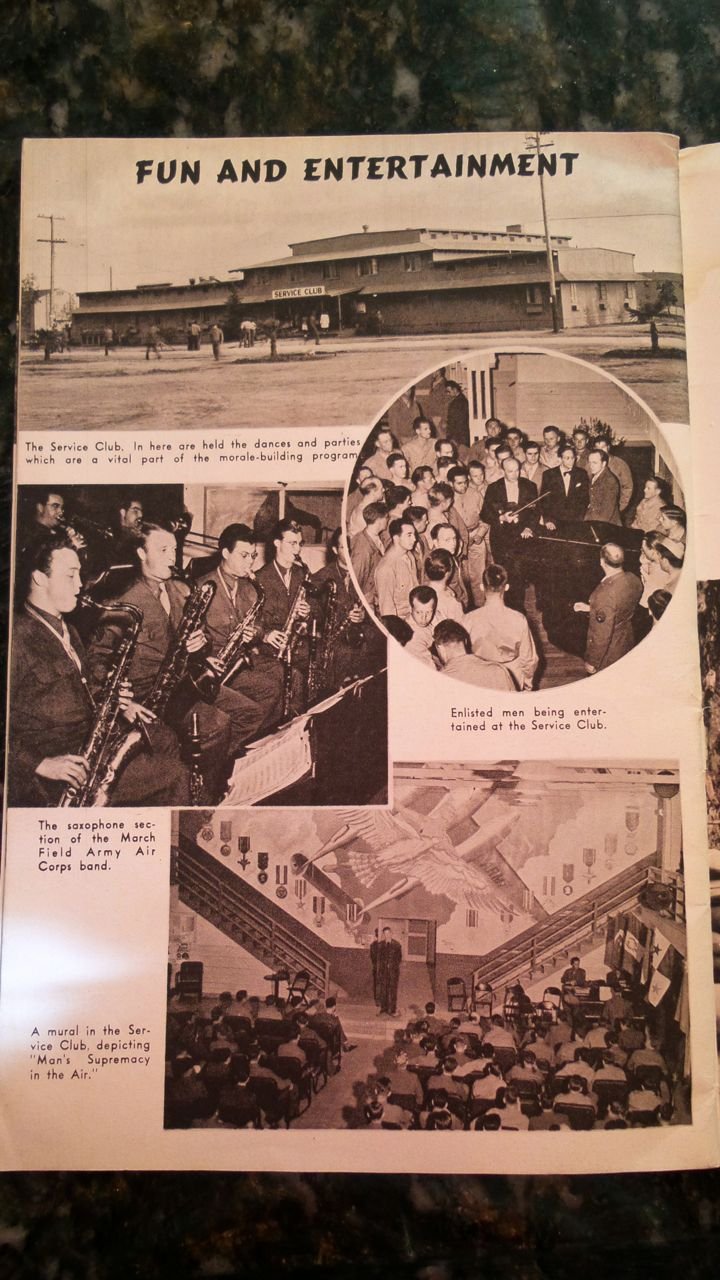 FUN AND ENTERTAINMENT
SERVICE CLUB
The Service Club. In here are held the dances and parties
which are a vital part of the morale-building program
Enlisted men being enter-
tained at the Service Club.
The saxophone sec-
tion of the March
Field Army Air
Corps band.
A mural in the Ser-
vice Club, depicting
"Man's Supremacy
in the Air."